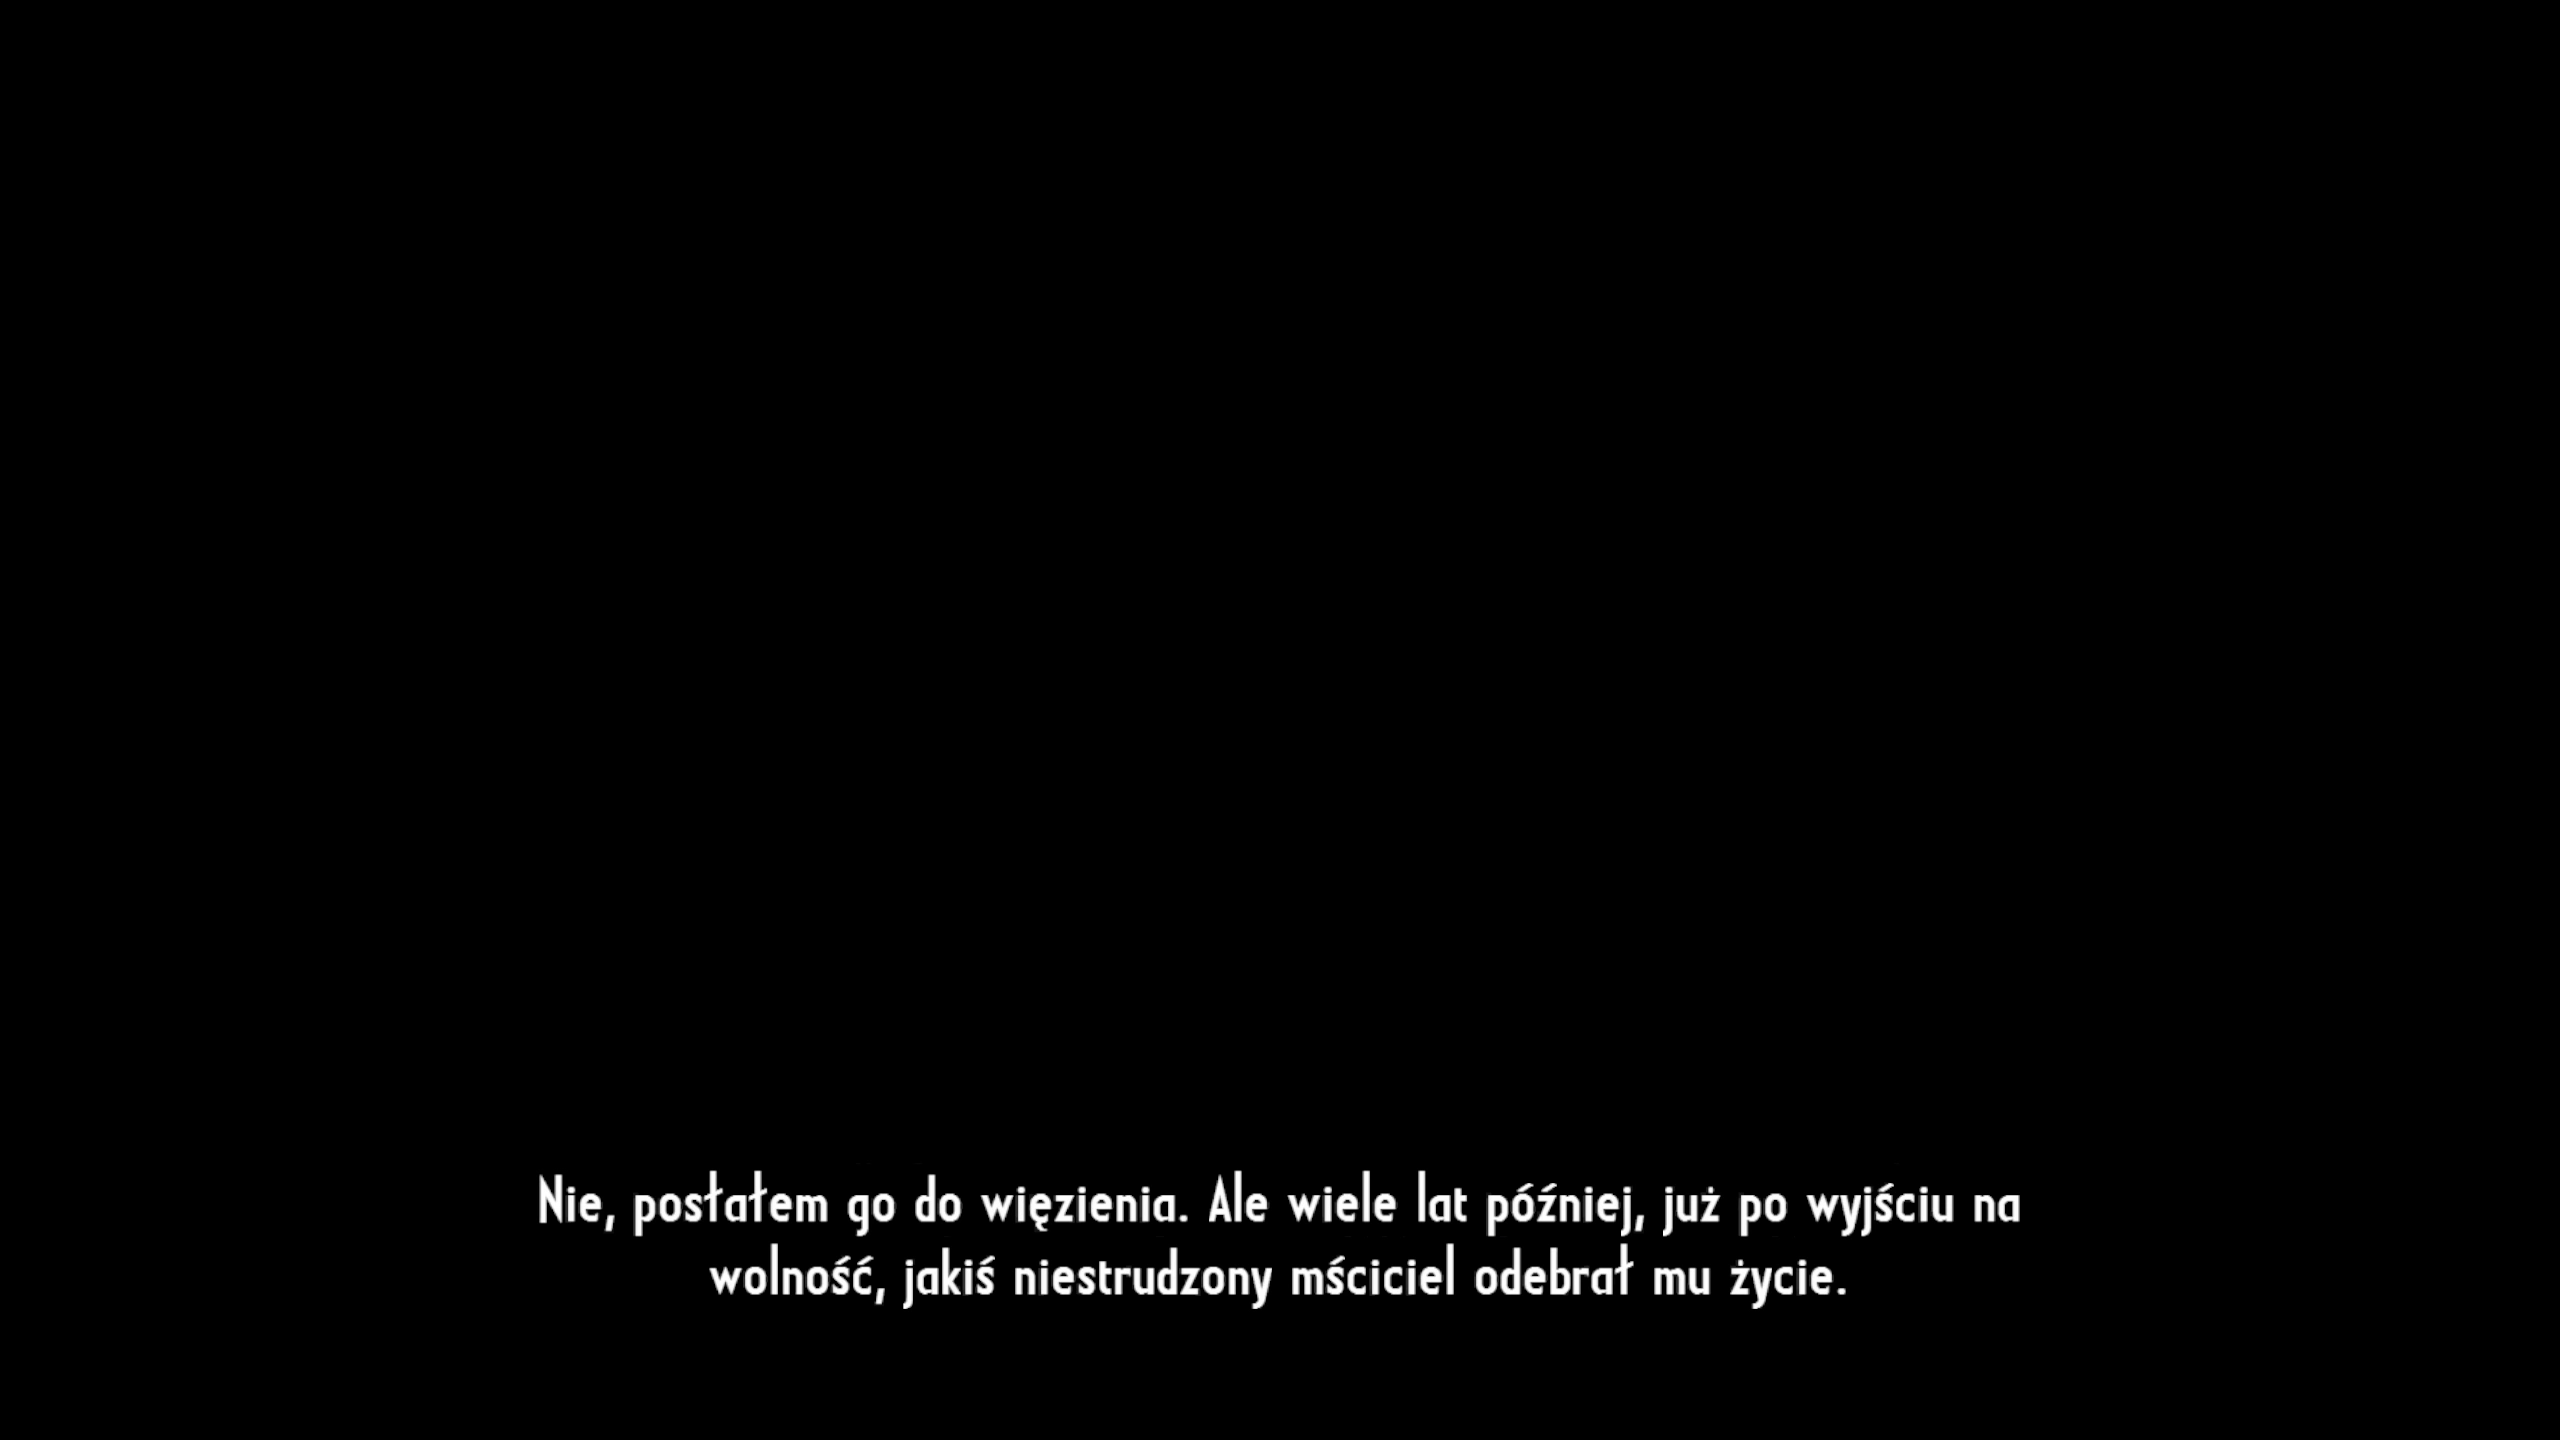 Nie, posłałem go do więzienia. Ale wiele lat później, już po wyjściu na
wolność, jakiś niestrudzony mściciel odebrał mu życie.